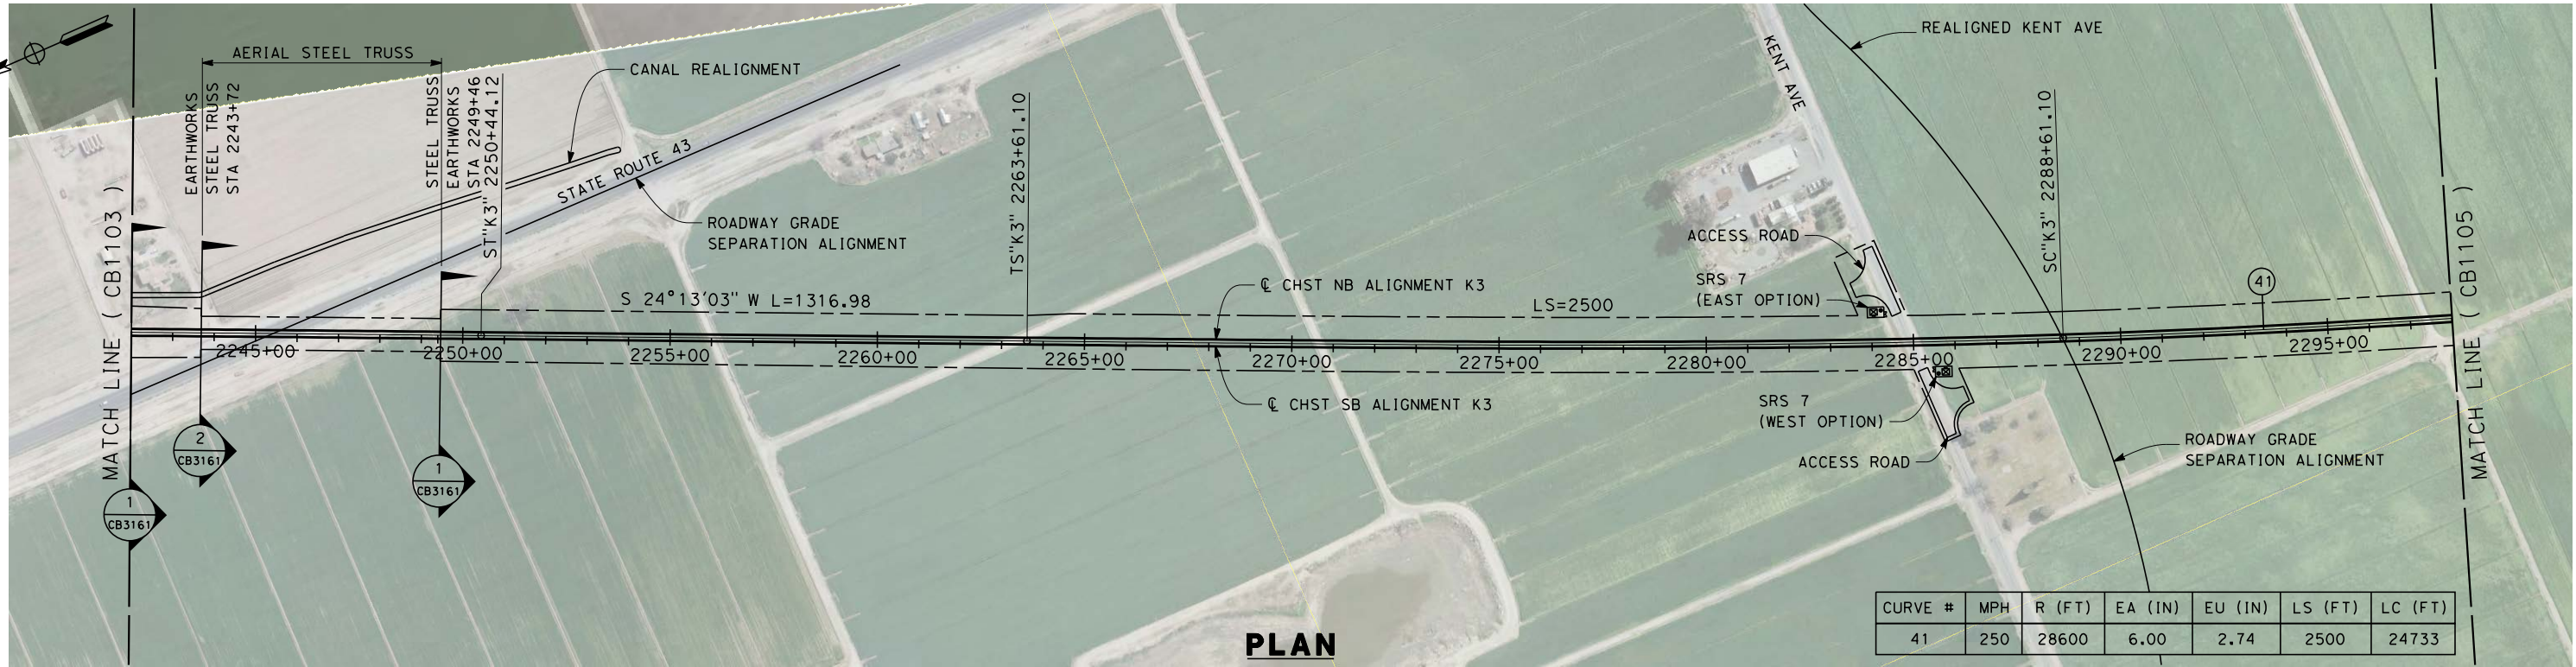 AERIAL STEEL TRUSS
EARTHWORKS
STEEL TRUSS
STA 2243+72
STEEL TRUSS
EARTHWORKS
STA 2249+46
ST"K3" 2250+44.12
CANAL REALIGNMENT
STATE ROUTE 43
ROADWAY GRADE
SEPARATION ALIGNMENT
TS"K3" 2263+61.10
KENT AVE
REALIGNED KENT AVE
SC"K3" 2288+61.10
MATCH LINE ( CB1103 )
MATCH LINE ( CB1105 )
ACCESS ROAD
SRS 7
(EAST OPTION)
S 24°13'03" W L=1316.98
℄ CHST NB ALIGNMENT K3
LS=2500
41
2245+00
2250+00
2255+00
2260+00
2265+00
2270+00
2275+00
2280+00
2285+00
2290+00
2295+00
℄ CHST SB ALIGNMENT K3
SRS 7
(WEST OPTION)
ACCESS ROAD
ROADWAY GRADE
SEPARATION ALIGNMENT
2
CB3161
1
CB3161
1
CB3161
PLAN
CURVE # MPH R (FT) EA (IN) EU (IN) LS (FT) LC (FT)
41 250 28600 6.00 2.74 2500 24733